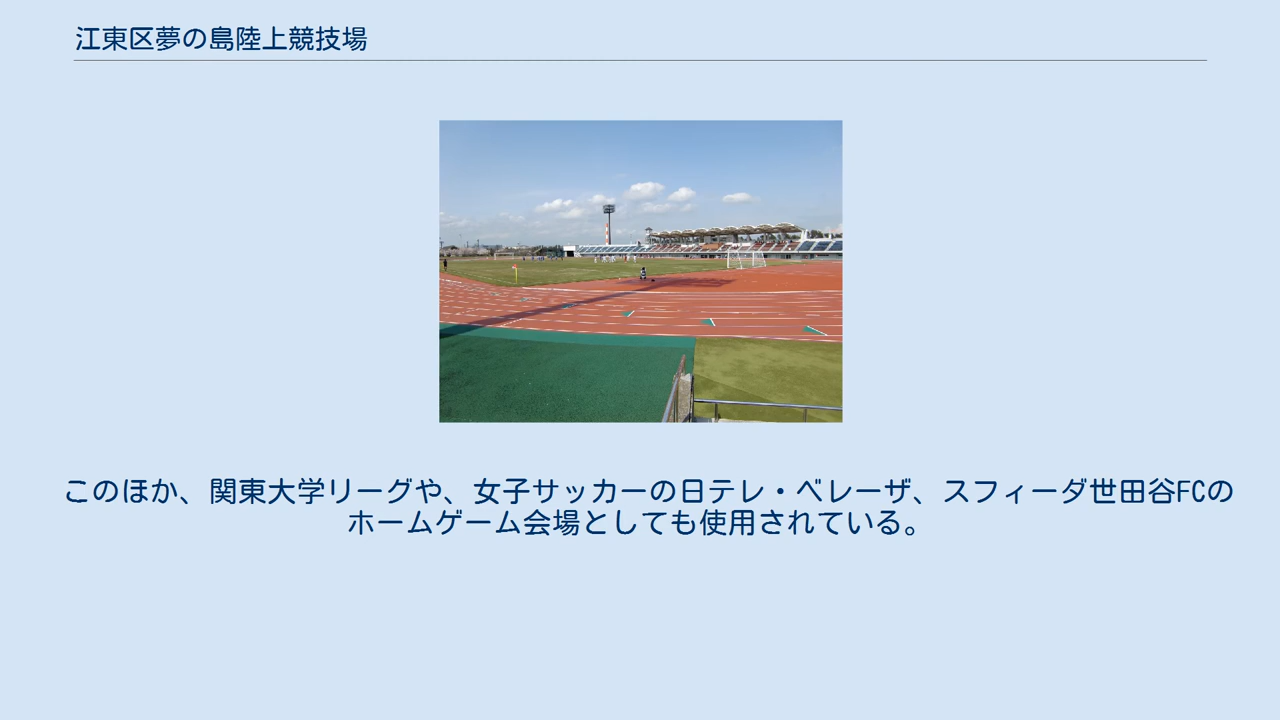 江東区夢の島陸上競技場
このほか、関東大学リーグや、女子サッカーの日テレ・ベレーザ、スフィーダ世田谷FCの
ホームゲーム会場としても使用されている。